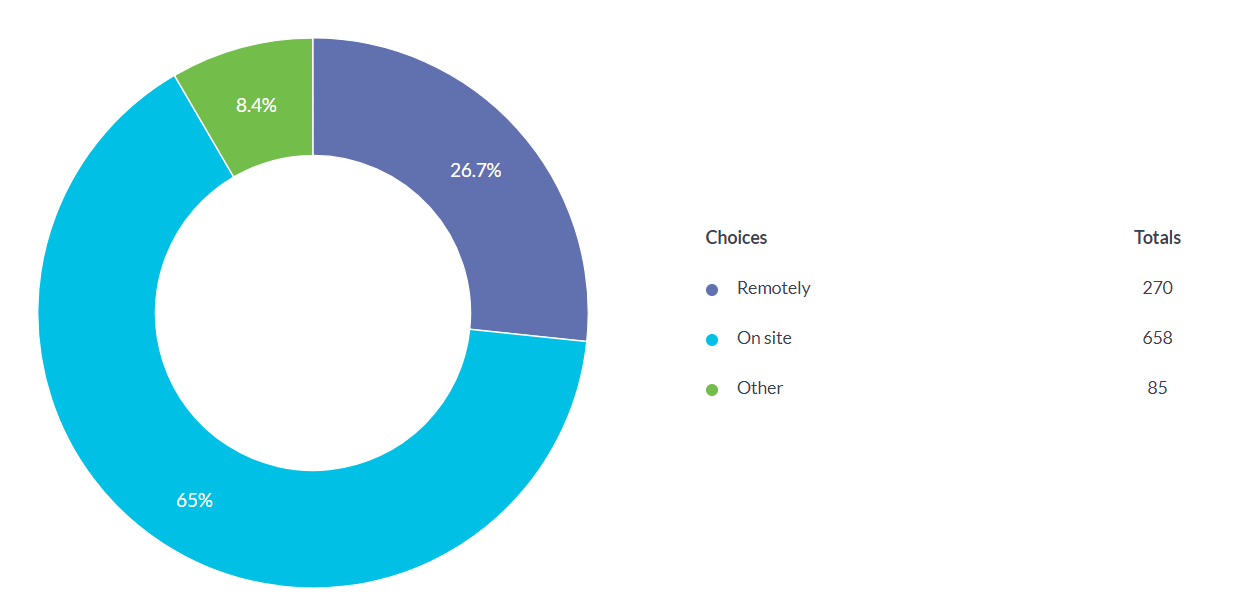 8.4%
26.7%
65%
Choices Totals
Remotely 270
On site 658
Other 85